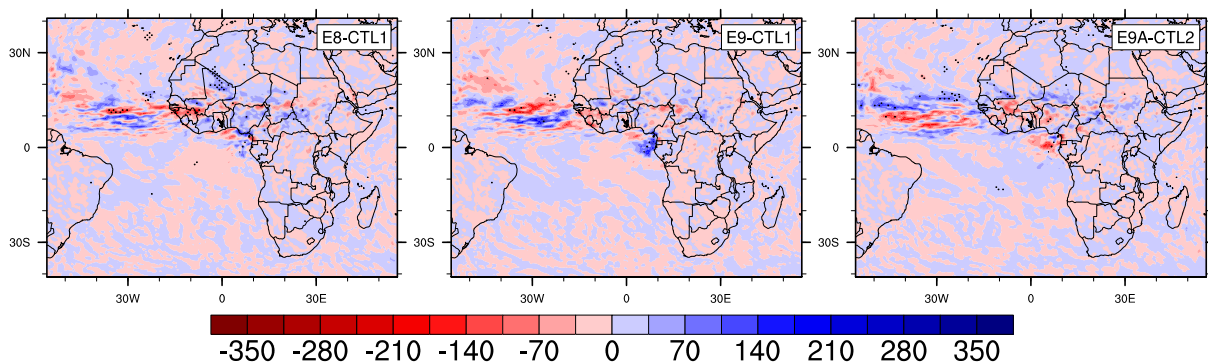 E8-CTL1 E9-CTL1 E9A-CTL2
30N 30N 30N
0 0 0
30S 30S 30S
30W 0 30E 30W 0 30E 30W 0 30E
-350 -280 -210 -140 -70 0 70 140 210 280 350